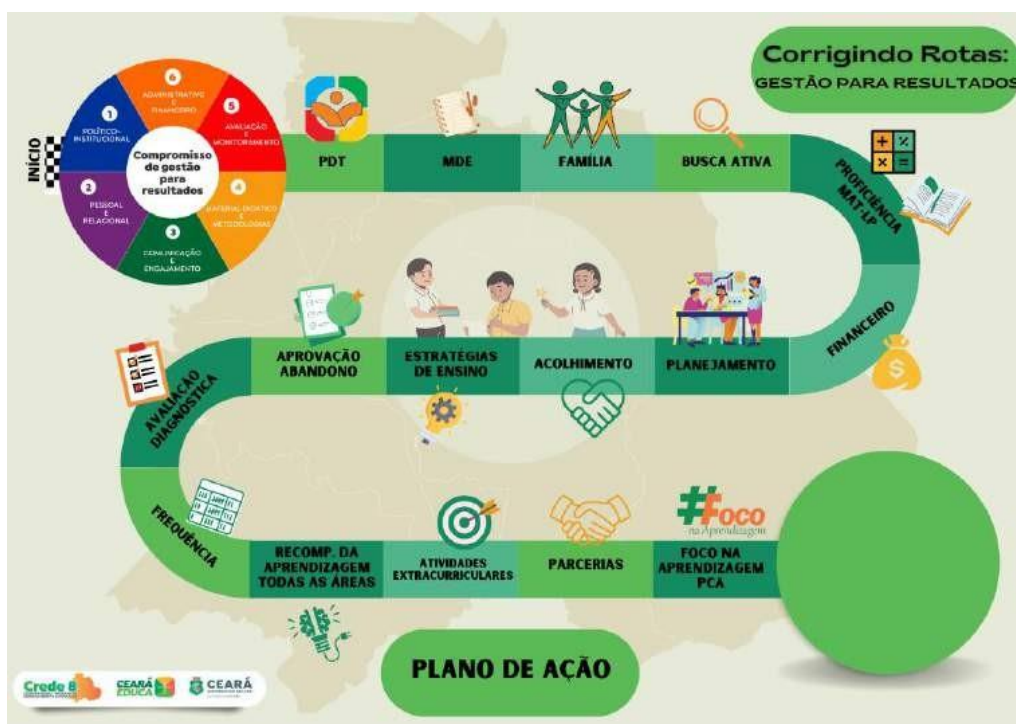 Corrigindo Rotas:
GESTÃO PARA RESULTADOS
INÍCIO
Compromisso
de gestão
para
resultados
1
POLÍTICO-
INSTITUCIONAL
2
PESSOAL
E
RELACIONAL
3
COMUNICAÇÃO
E
ENGAJAMENTO
4
MATERIAL DIDÁTICO E
METODOLOGIAS
5
AVALIAÇÃO
E
MONITORAMENTO
6
ADMINISTRATIVO
E
FINANCEIRO
PDT
MDE
FAMÍLIA
BUSCA ATIVA
PROFICIÊNCIA
MAT-LP
FINANCEIRO
PLANEJAMENTO
ACOLHIMENTO
ESTRATÉGIAS
DE ENSINO
APROVAÇÃO
ABANDONO
AVALIAÇÃO
DIAGNÓSTICA
FREQUÊNCIA
RECOMP. DA
APRENDIZAGEM
TODAS AS ÁREAS
ATIVIDADES
EXTRACURRICULARES
PARCERIAS
#Foco
na Aprendizagem
FOCO NA
APRENDIZAGEM
PCA
PLANO DE AÇÃO
Crede 8
CEARÁ
EDUCA
CEARÁ